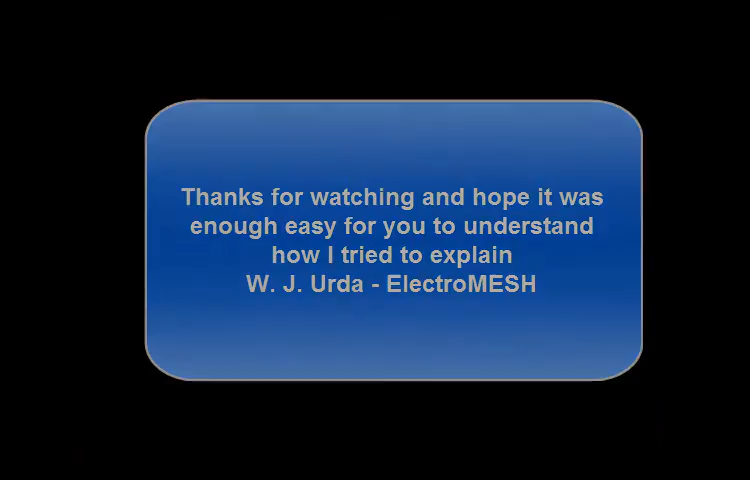 Thanks for watching and hope it was
enough easy for you to understand
how I tried to explain
W. J. Urda - ElectroMESH